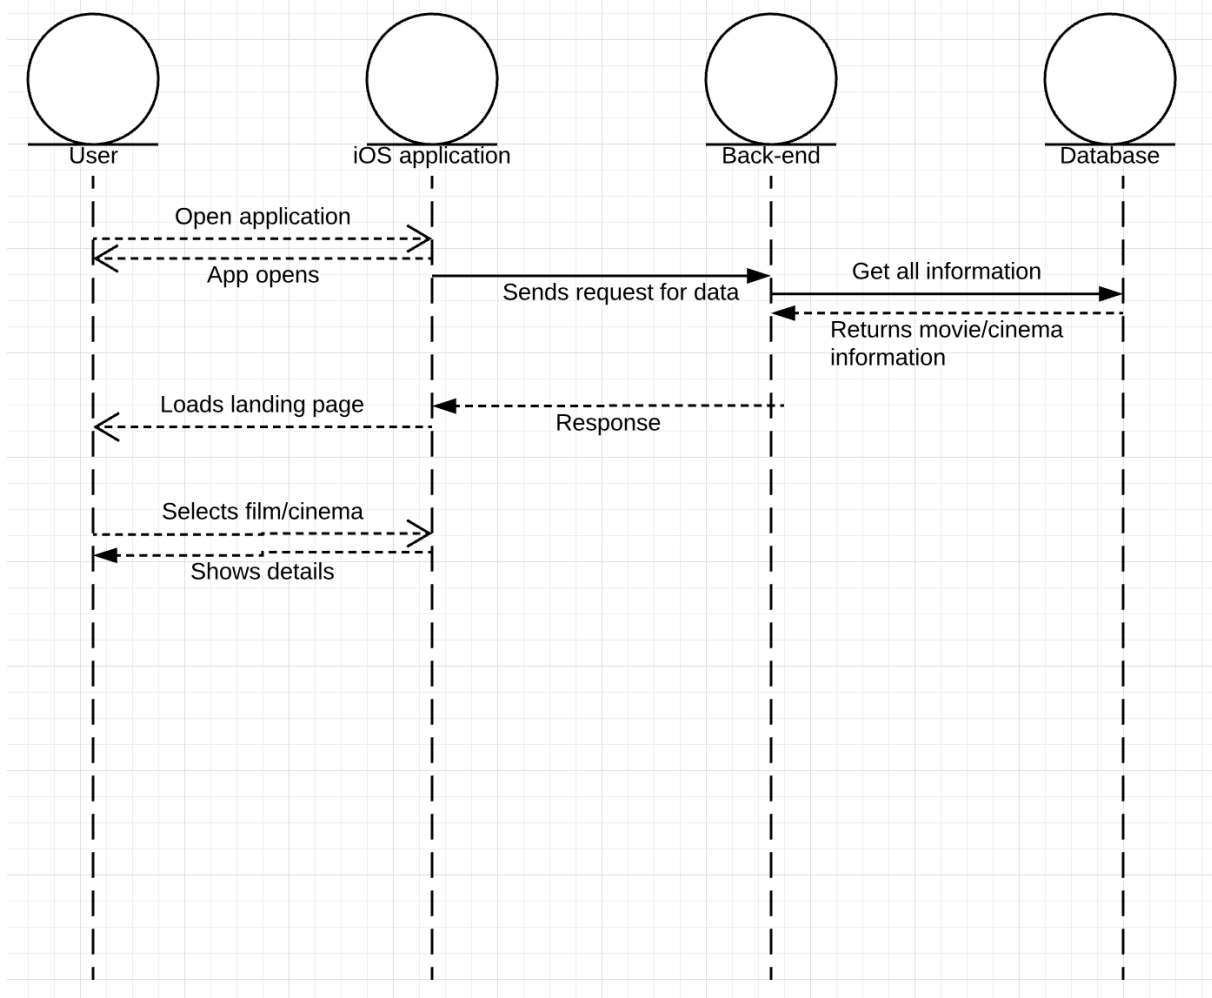 User
iOS application
Back-end
Database
Open application
App opens
Sends request for data
Get all information
Returns movie/cinema
information
Loads landing page
Response
Selects film/cinema
Shows details